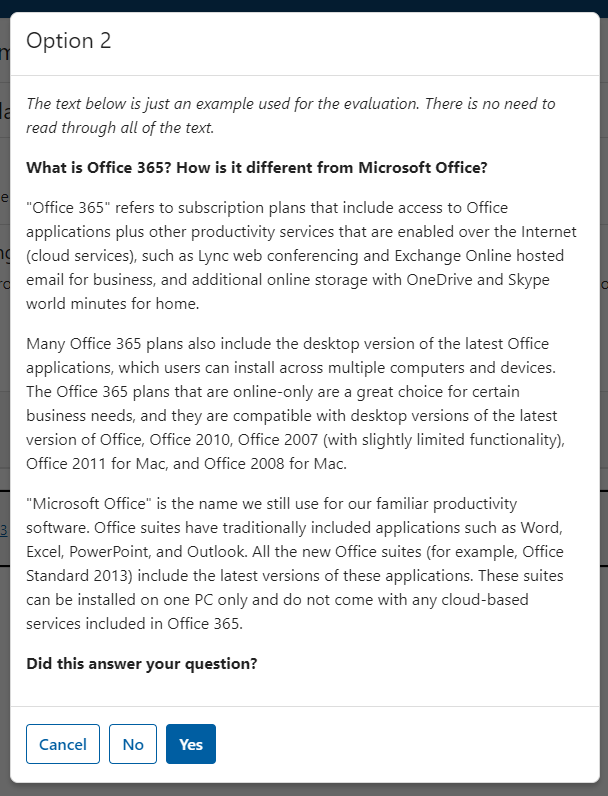 Option 2
The text below is just an example used for the evaluation. There is no need to
read through all of the text.
What is Office 365? How is it different from Microsoft Office?
"Office 365" refers to subscription plans that include access to Office
applications plus other productivity services that are enabled over the Internet
(cloud services), such as Lync web conferencing and Exchange Online hosted
email for business, and additional online storage with OneDrive and Skype
world minutes for home.
Many Office 365 plans also include the desktop version of the latest Office
applications, which users can install across multiple computers and devices.
The Office 365 plans that are online-only are a great choice for certain
business needs, and they are compatible with desktop versions of the latest
version of Office, Office 2010, Office 2007 (with slightly limited functionality),
Office 2011 for Mac, and Office 2008 for Mac.
"Microsoft Office" is the name we still use for our familiar productivity
software. Office suites have traditionally included applications such as Word,
Excel, PowerPoint, and Outlook. All the new Office suites (for example, Office
Standard 2013) include the latest versions of these applications. These suites
can be installed on one PC only and do not come with any cloud-based
services included in Office 365.
Did this answer your question?
Cancel No Yes